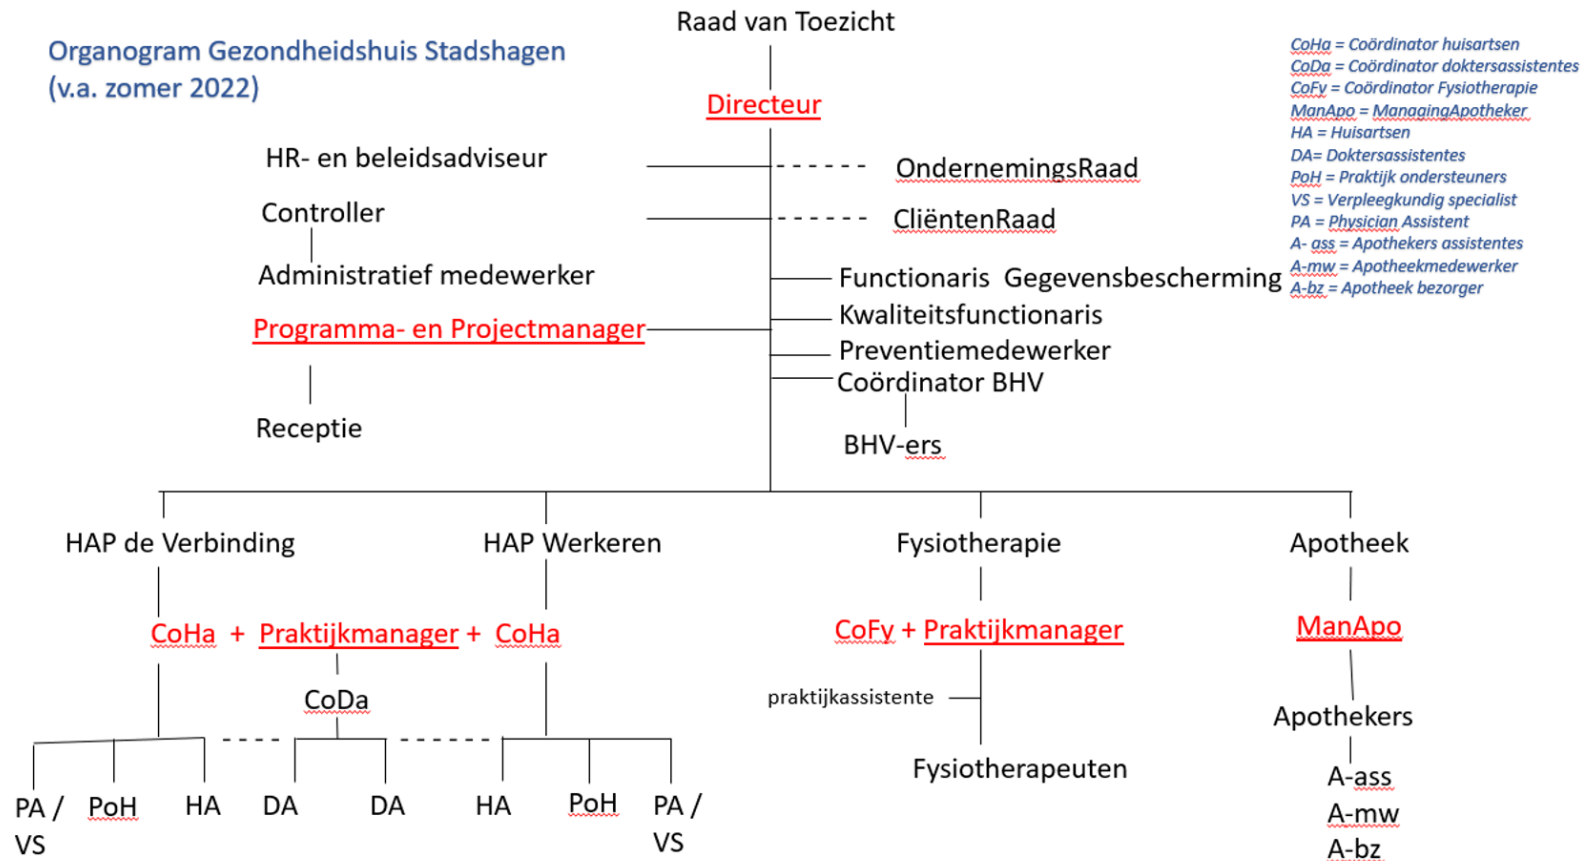 Raad van Toezicht
Organogram Gezondheidshuis Stadshagen
(v.a. zomer 2022)
CoHa = Coördinator huisartsen
CoDa = Coördinator doktersassistentes
CoFy = Coördinator Fysiotherapie
ManApo = ManagingApotheker
HA = Huisartsen
DA= Doktersassistentes
PoH = Praktijk ondersteuners
VS = Verpleegkundig specialist
PA = Physician Assistent
A- ass = Apothekers assistentes
A-mw = Apotheekmedewerker
A-bz = Apotheek bezorger
Directeur
HR- en beleidsadviseur
OndernemingsRaad
Controller
CliëntenRaad
Administratief medewerker
Functionaris Gegevensbescherming
Kwaliteitsfunctionaris
Programma- en Projectmanager
Preventiemedewerker
Coördinator BHV
Receptie
BHV-ers
HAP de Verbinding
HAP Werkeren
Fysiotherapie
Apotheek
CoHa + Praktijkmanager + CoHa
CoFy + Praktijkmanager
ManApo
CoDa
praktijkassistente
Apothekers
Fysiotherapeuten
PA /
VS
PoH
HA
DA
DA
HA
PoH
PA /
VS
A-ass
A-mw
A-bz